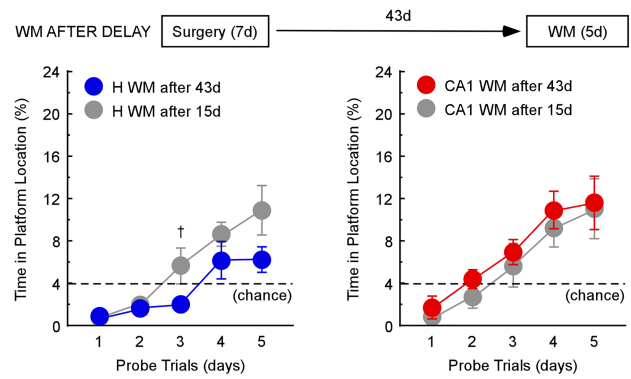 43d
WM AFTER DELAY Surgery (7d) WM (5d)
24
20
16
12
8
4
0
Time in Platform Location (%)
H WM after 43d
H WM after 15d
†
(chance)
1 2 3 4 5
Probe Trials (days)
24
20
16
12
8
4
0
Time in Platform Location (%)
CA1 WM after 43d
CA1 WM after 15d
(chance)
1 2 3 4 5
Probe Trials (days)